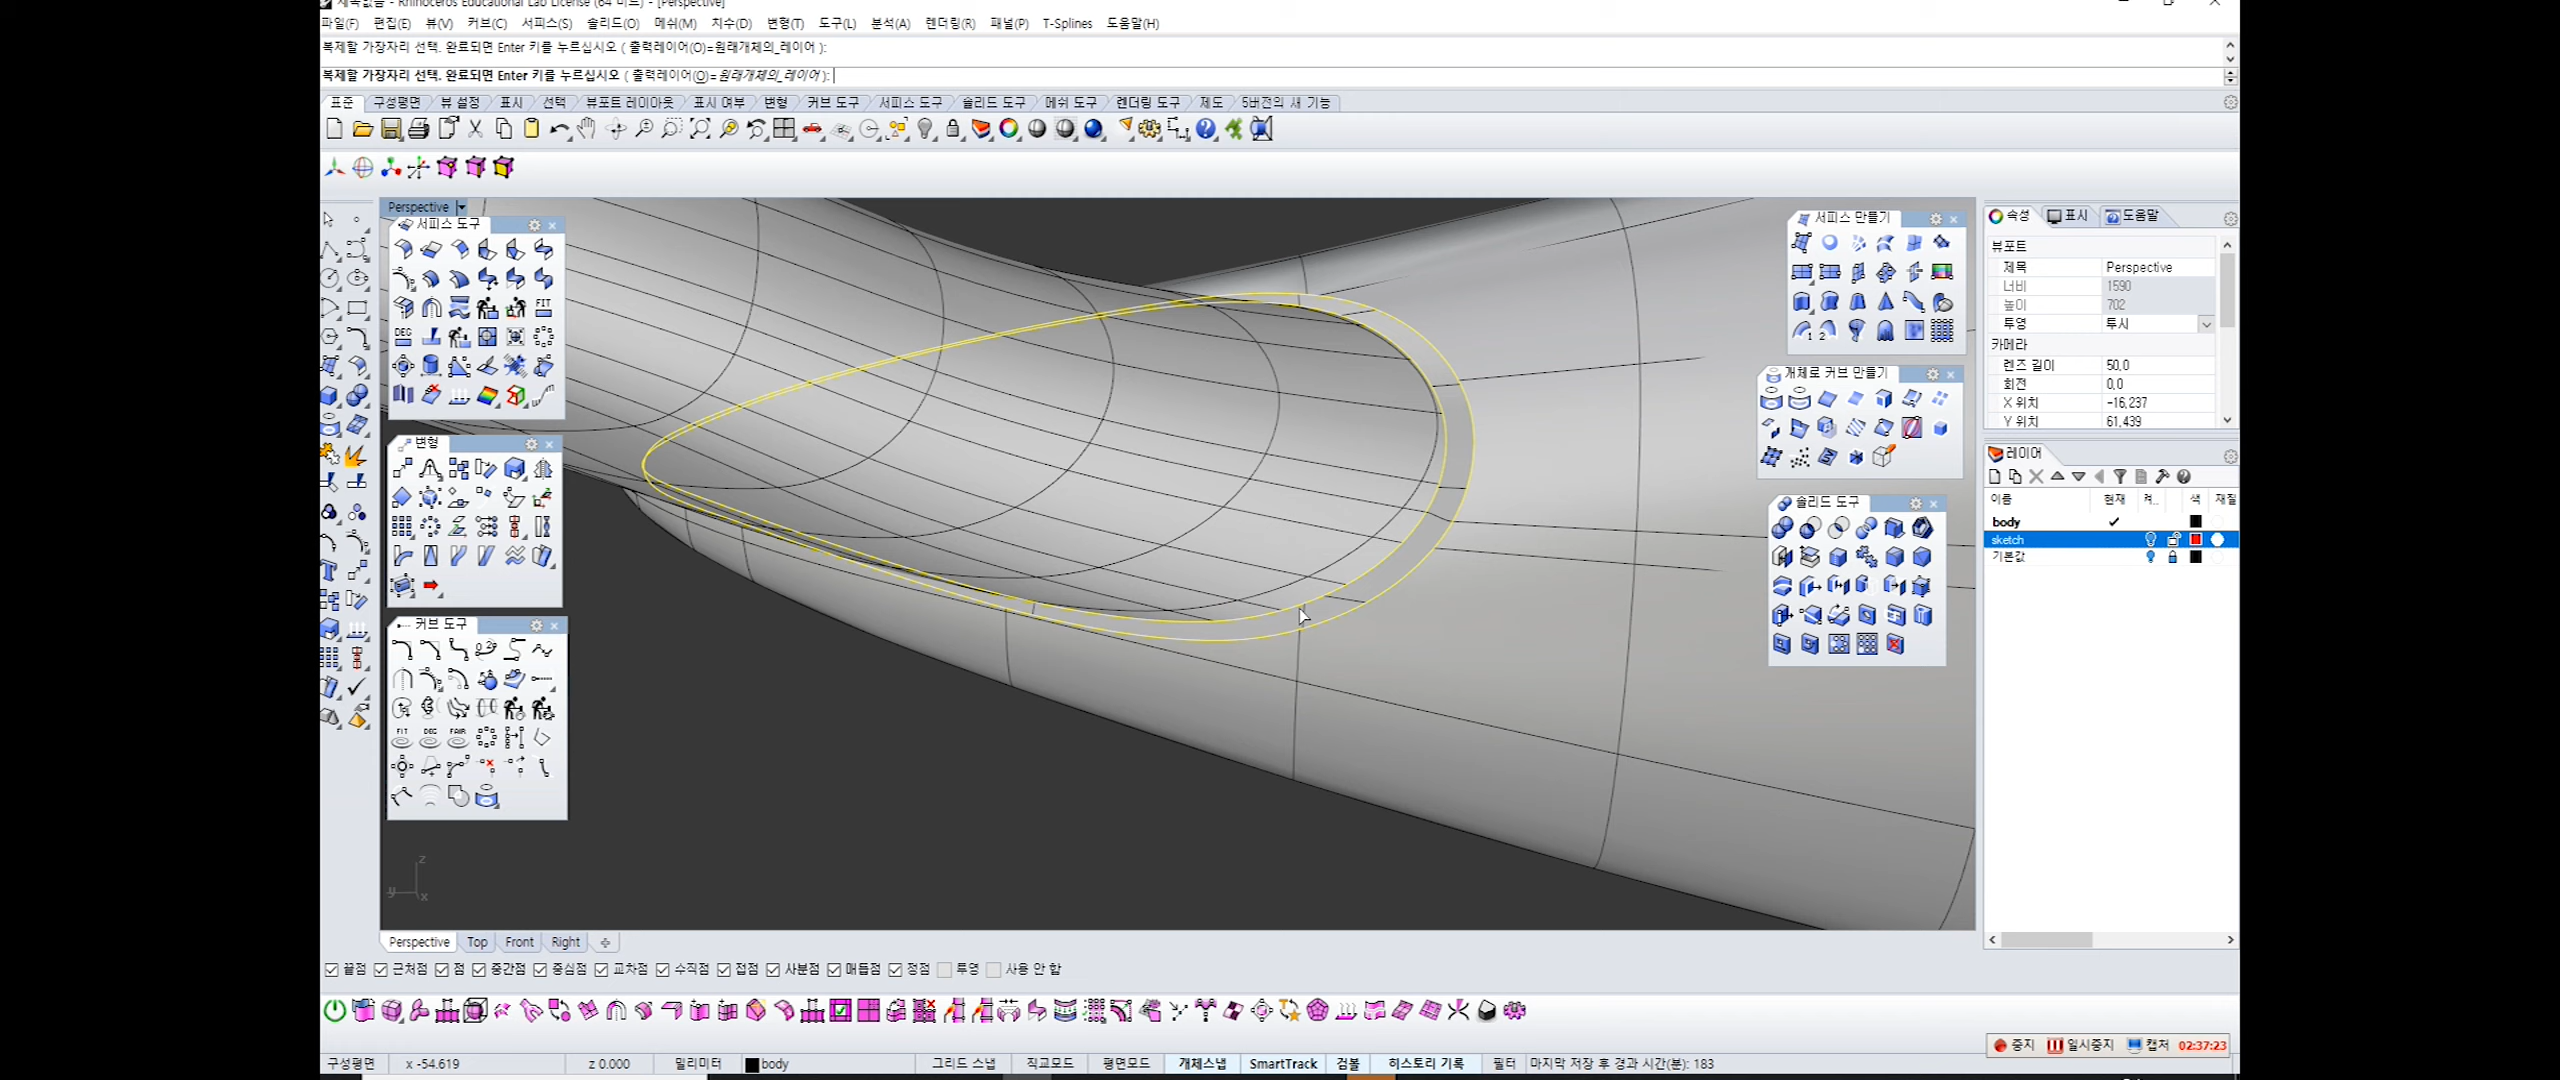 제목없음 - Rhinoceros Educational Lab License (64 비트) - [Perspective]
파일(F) 편집(E) 뷰(V) 커브(C) 서피스(S) 솔리드(O) 메쉬(M) 치수(D) 변형(T) 도구(L) 분석(A) 렌더링(R) 패널(P) T-Splines 도움말(H)
복제할 가장자리 선택. 완료되면 Enter 키를 누르십시오 ( 출력레이어(O)=원래개체의_레이어 ):
복제할 가장자리 선택. 완료되면 Enter 키를 누르십시오 ( 출력레이어(O)=원래개체의_레이어 ):
표준 구성평면 뷰 설정 표시 선택 뷰포트 레이아웃 표시 여부 변형 커브 도구 서피스 도구 솔리드 도구 메쉬 도구 렌더링 도구 제도 5버전의 새 기능
Perspective
서피스 도구
FIT
DEG
변형
커브 도구
FIT DEG FAIR
z
y
x
서피스 만들기
1 2
개체로 커브 만들기
솔리드 도구
속성 표시 도움말
뷰포트
제목 Perspective
너비 1590
높이 702
투영 투시
카메라
렌즈 길이 50,0
회전 0,0
X 위치 -16,237
Y 위치 61,439
레이어
이름 현재 켜.. 색 재질
body
sketch
기본값
Perspective Top Front Right
끝점 근처점 점 중간점 중심점 교차점 수직점 접점 사분점 매듭점 정점 투영 사용 안 함
중지 일시중지 캡처 02:37:23
구성평면 x -54.619 z 0.000 밀리미터 body 그리드 스냅 직교모드 평면모드 개체스냅 SmartTrack 검볼 히스토리 기록 필터 마지막 저장 후 경과 시간(분): 183